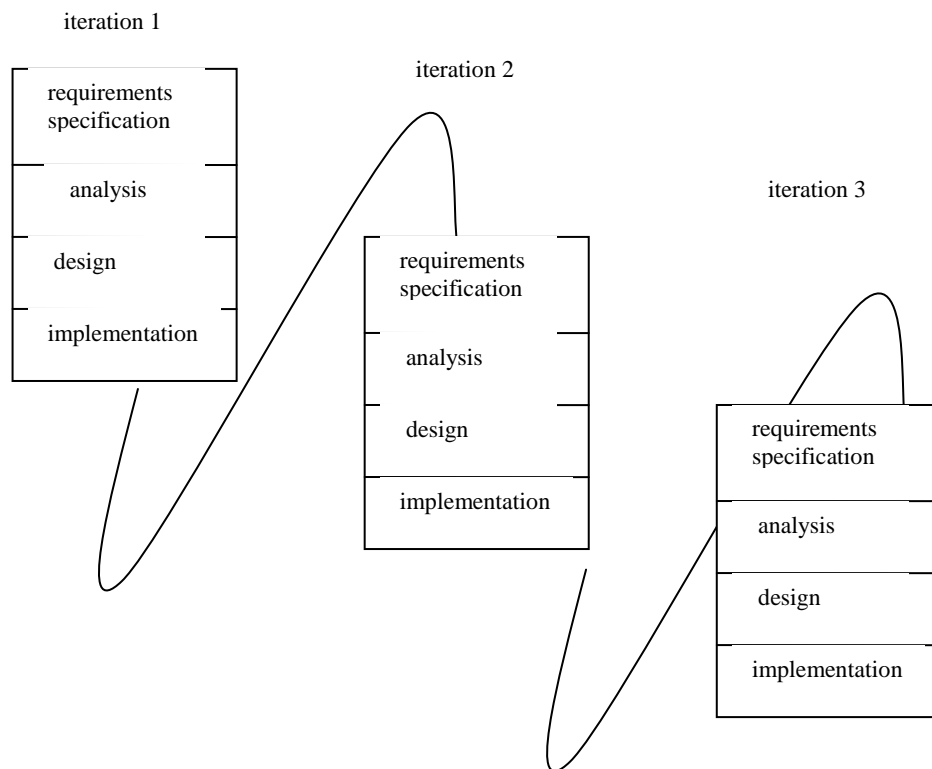 iteration 1
requirements
specification
analysis
design
implementation
iteration 2
requirements
specification
analysis
design
implementation
iteration 3
requirements
specification
analysis
design
implementation